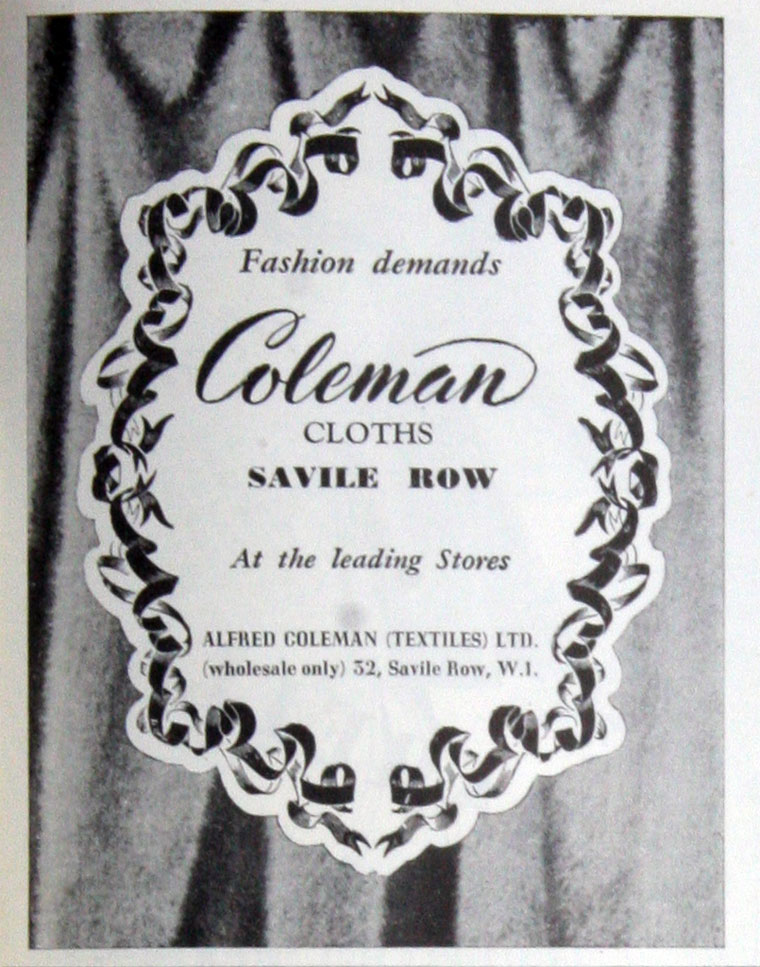 Fashion demands
Coleman
CLOTHS
SAVILE ROW
At the leading Stores
ALFRED COLEMAN (TEXTILES) LTD.
(wholesale only) 32, Savile Row, W.1.